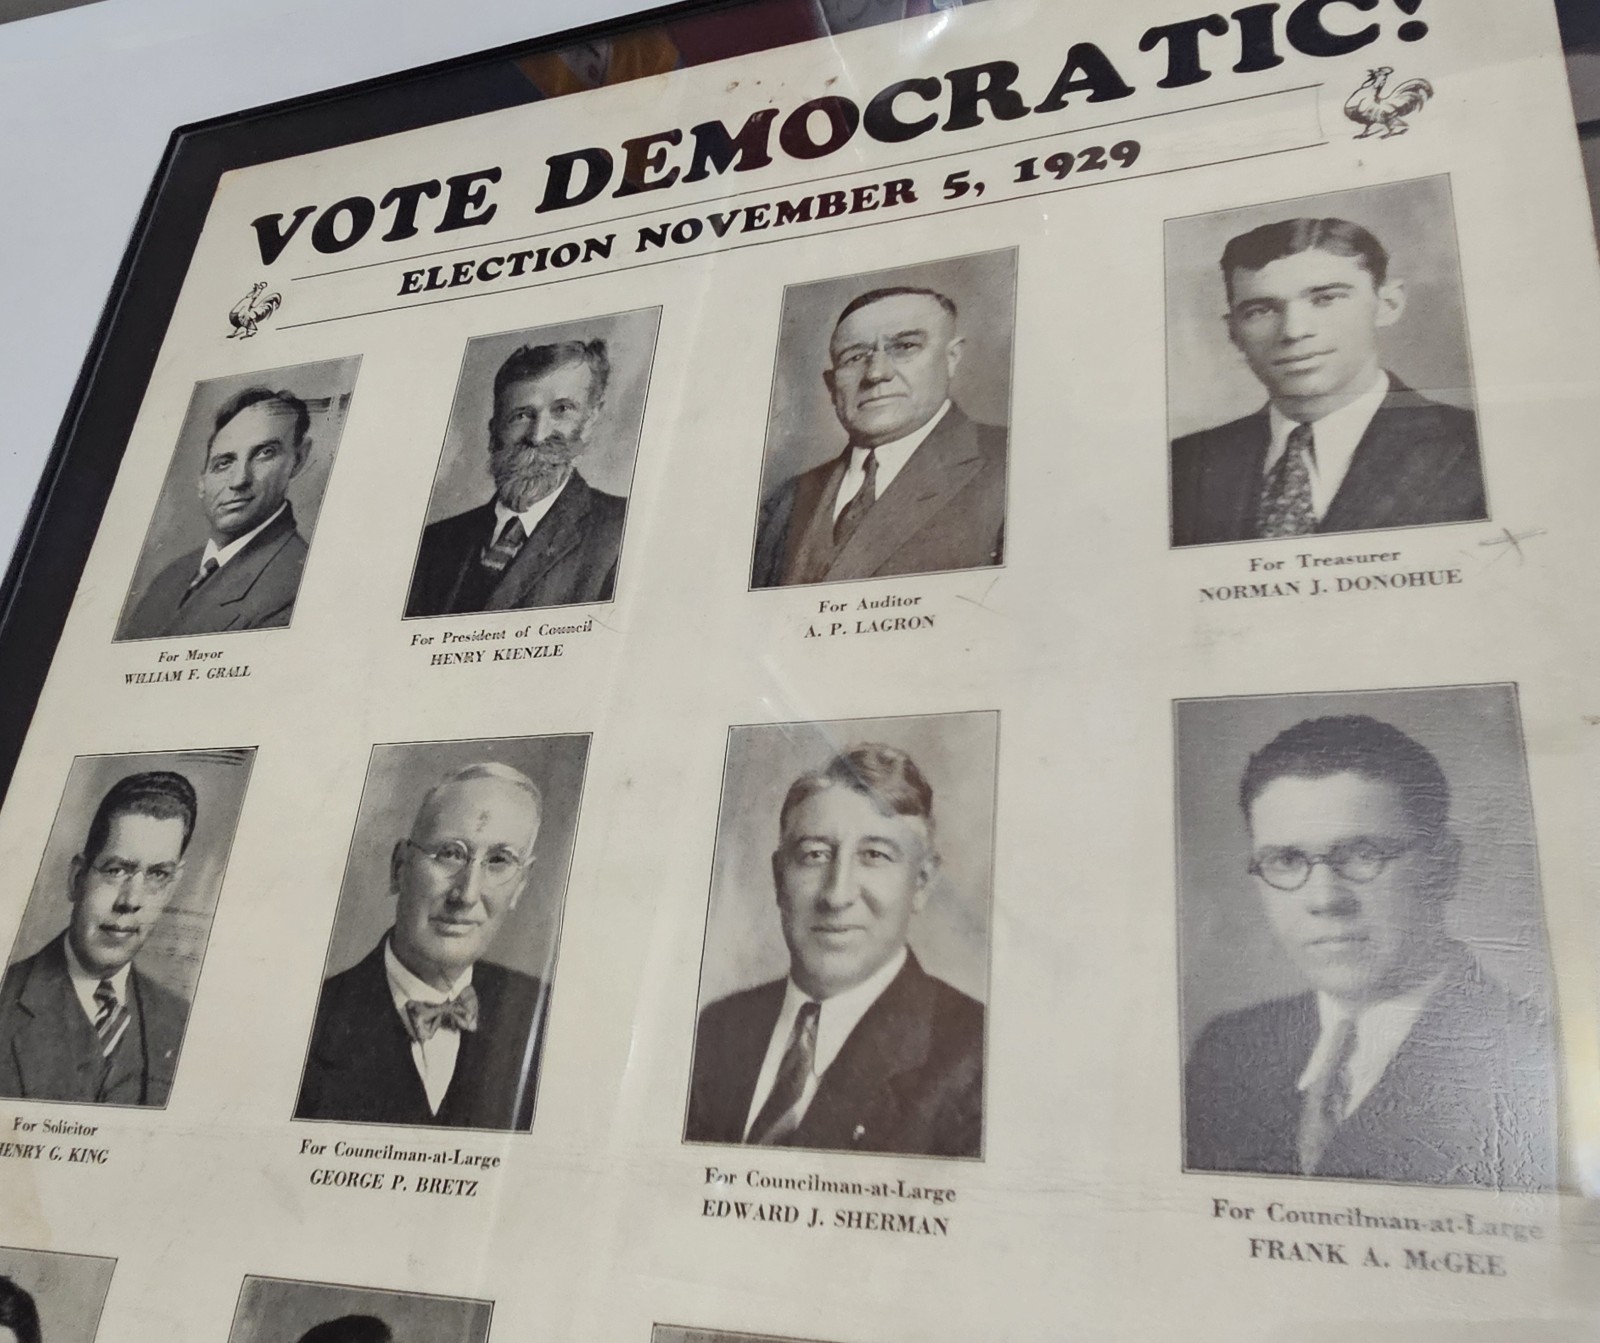 VOTE DEMOCRATIC!
ELECTION NOVEMBER 5, 1929
For Mayor
WILLIAM F. GRALL
For President of Council
HENRY KIENZLE
For Auditor
A. P. LAGRON
For Treasurer
NORMAN J. DONOHUE
For Solicitor
HENRY G. KING
For Councilman-at-Large
GEORGE P. BRETZ
For Councilman-at-Large
EDWARD J. SHERMAN
For Councilman-at-Large
FRANK A. McGEE